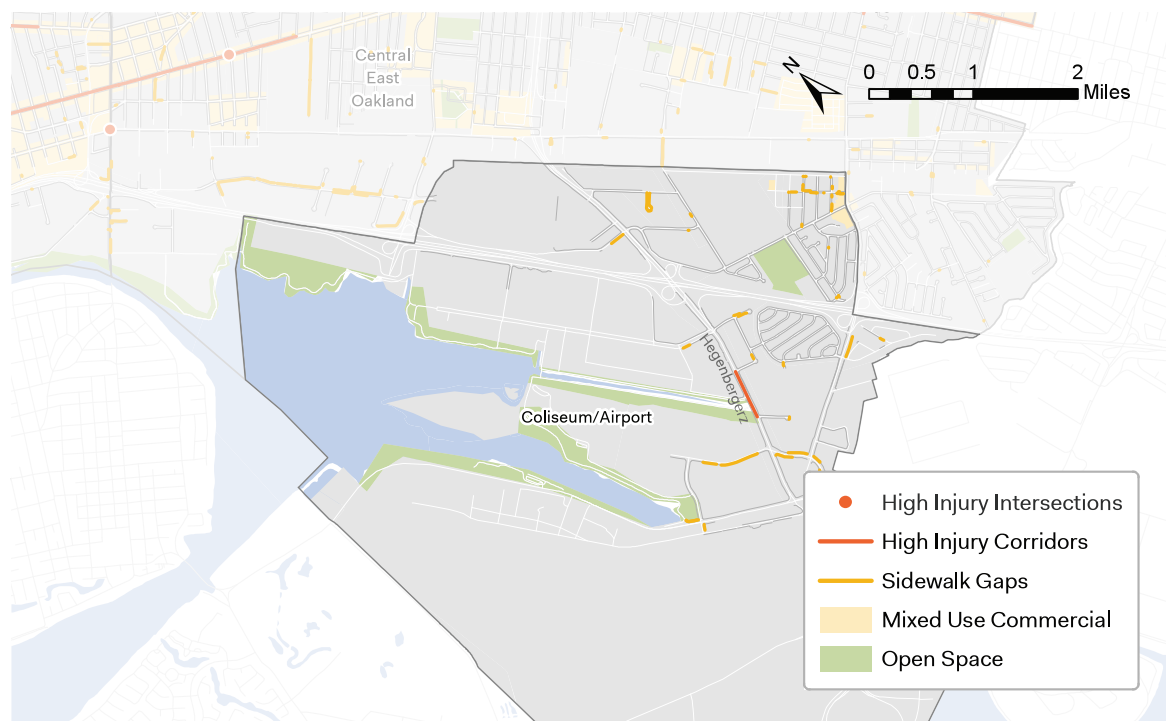 Central
East
Oakland
N
0 0.5 1 2
Miles
Hegenbergerz
Coliseum/Airport
High Injury Intersections
High Injury Corridors
Sidewalk Gaps
Mixed Use Commercial
Open Space